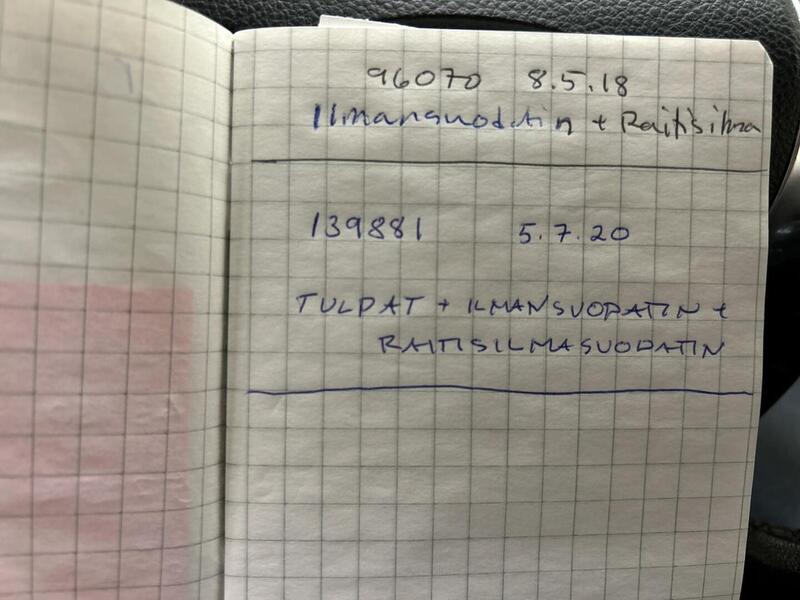 96070 8.5.18
Ilmansuodatin + Raitisilma
139881 5.7.20
TULPAT + ILMANSUODATIN +
RAITISILMASUODATIN